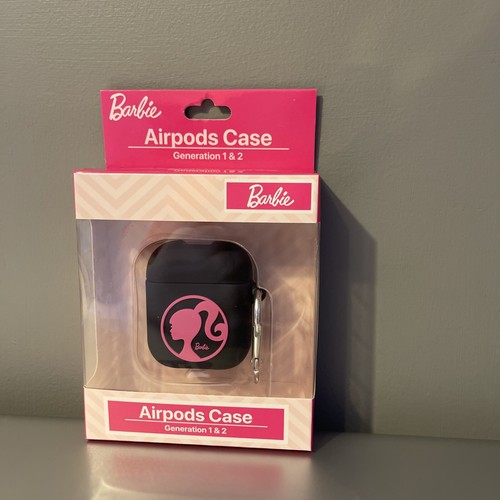 Barbie
Airpods Case
Generation 1 & 2
Barbie
Barbie
Airpods Case
Generation 1 & 2